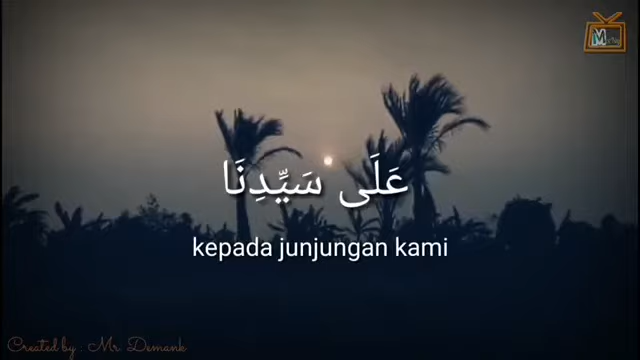 عَلَى سَيِّدِنَا
kepada junjungan kami
Created by : Mr. Demank